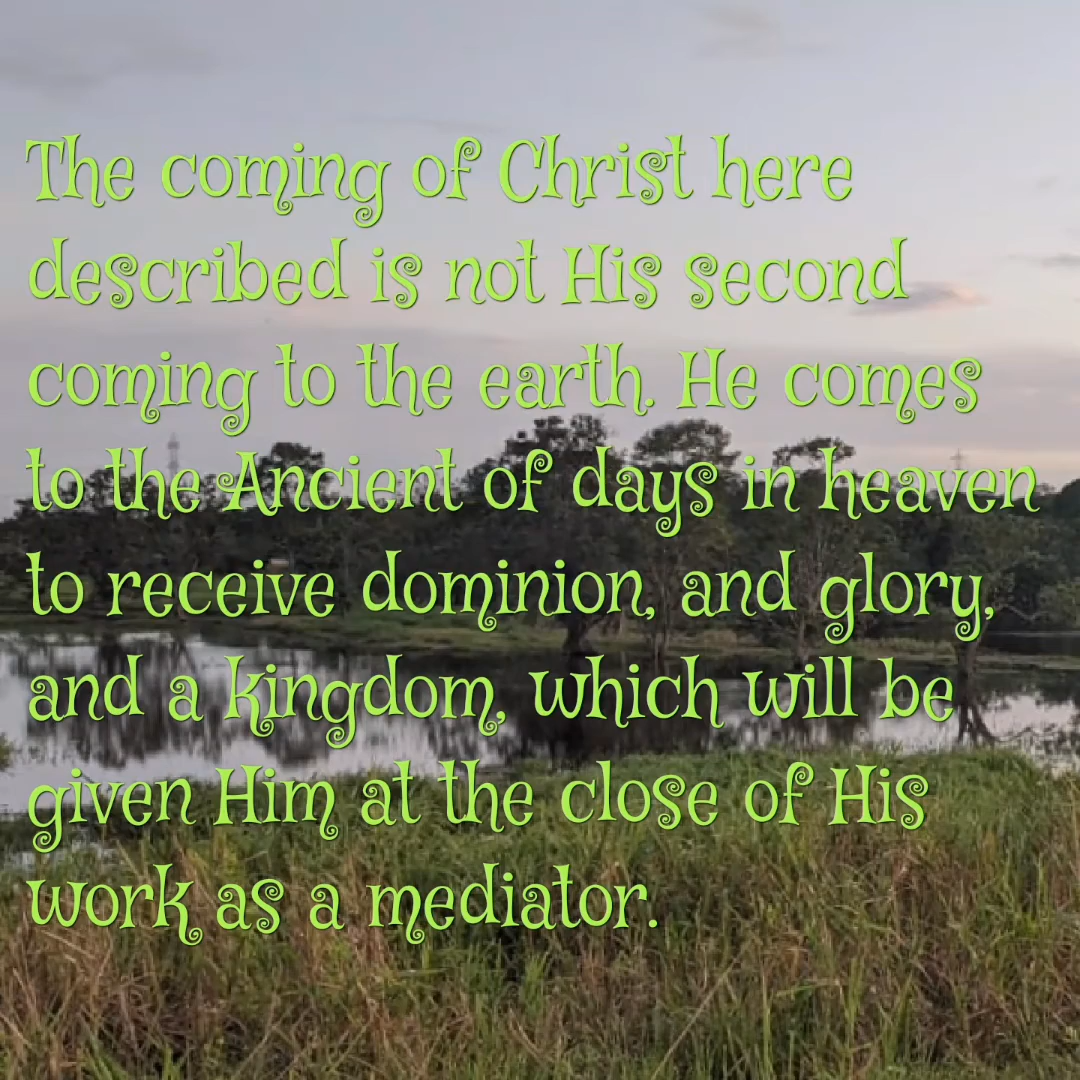 The coming of Christ here
described is not His second
coming to the earth. He comes
to the Ancient of days in heaven
to receive dominion, and glory,
and a kingdom, which will be
given Him at the close of His
work as a mediator.